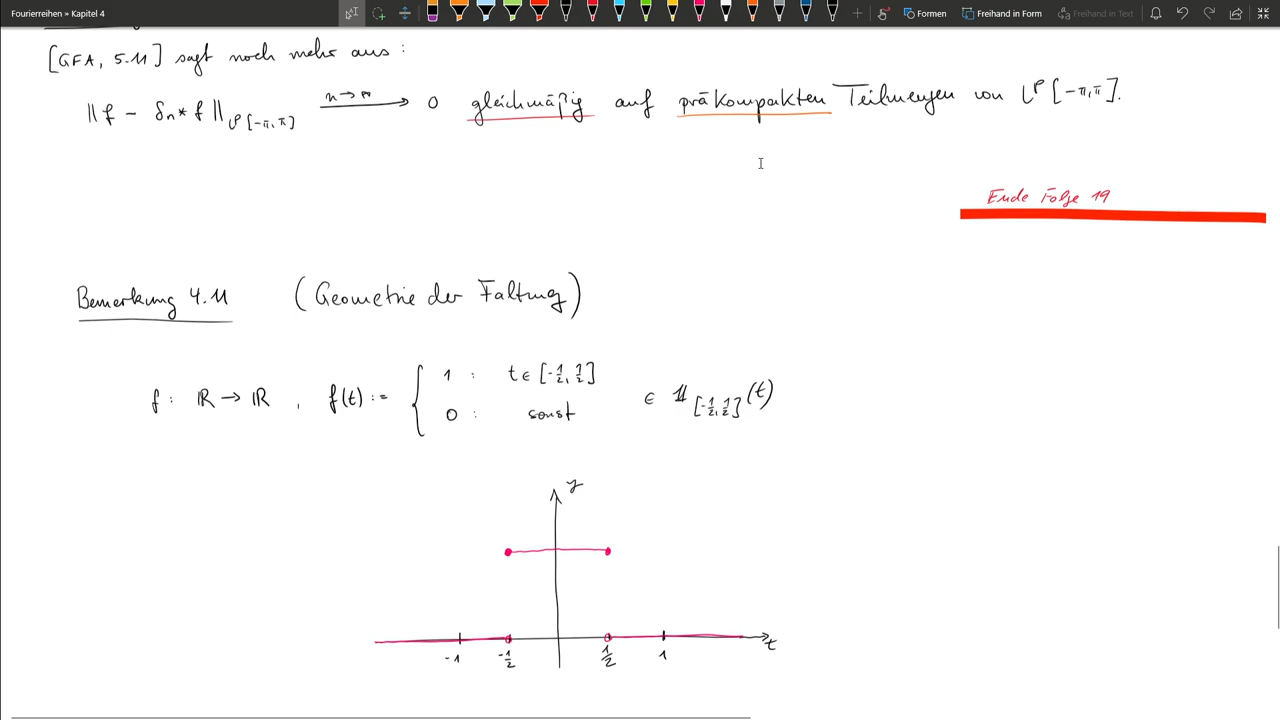 Fourierreihen » Kapitel 4
Formen
Freihand in Form
Freihand in Text
[GFA, 5.11] sagt noch mehr aus :
‖f - δn * f‖ Lᵖ[-π,π] n→∞ → 0 gleichmäßig auf präkompakten Teilmengen von Lᵖ[-π,π].
Ende Folge 19
Bemerkung 4.11 (Geometrie der Faltung)
f : ℝ → ℝ , f(t) := { 1 : t ∈ [-1/2, 1/2]
0 : sonst
∈ 𝟙 [-1/2, 1/2] (t)
y
-1 -1/2 1/2 1 t